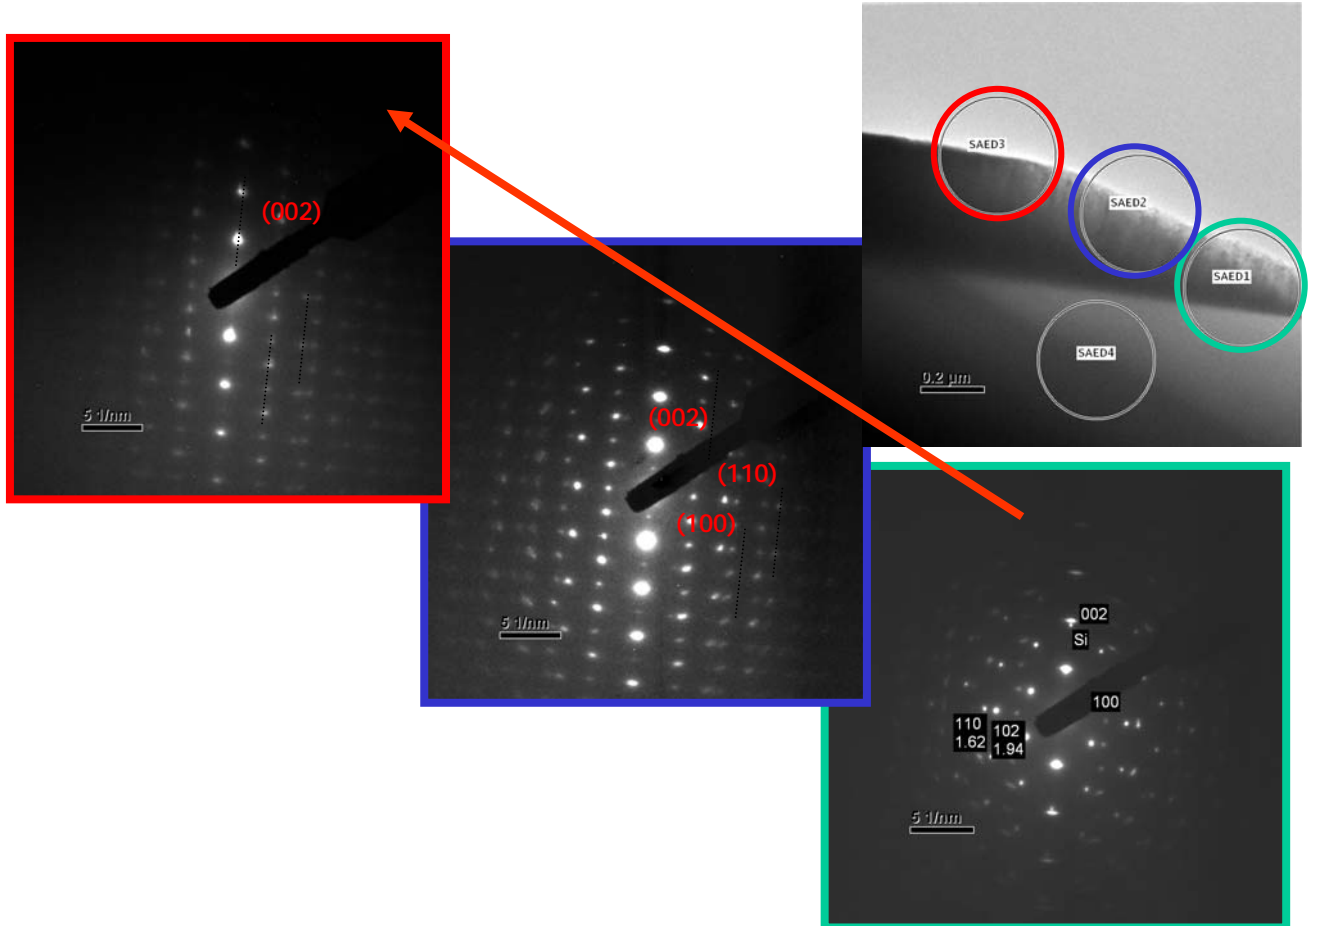 SAED3
SAED2
SAED1
SAED4
0.2 µm
(002)
5 1/nm
(002)
(110)
(100)
5 1/nm
002
Si
100
110
1.62
102
1.94
5 1/nm